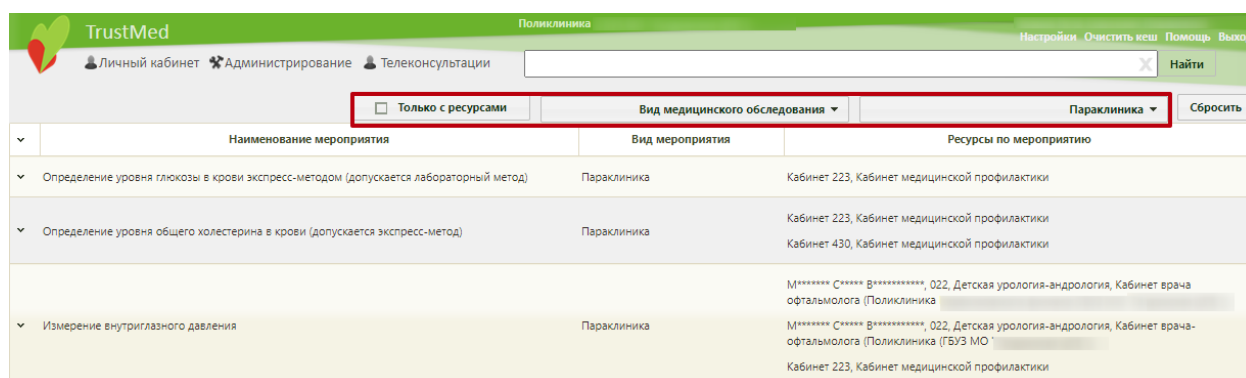 TrustMed
Поликлиника
Настройки Очистить кеш Помощь Выхо
Личный кабинет Администрирование Телеконсультации
X Найти
Только с ресурсами Вид медицинского обследования Параклиника Сбросить
Наименование мероприятия Вид мероприятия Ресурсы по мероприятию
Определение уровня глюкозы в крови экспресс-методом (допускается лабораторный метод) Параклиника Кабинет 223, Кабинет медицинской профилактики
Кабинет 223, Кабинет медицинской профилактики
Определение уровня общего холестерина в крови (допускается экспресс-метод) Параклиника
Кабинет 430, Кабинет медицинской профилактики
М******* С***** В***********, 022, Детская урология-андрология, Кабинет врача
офтальмолога (Поликлиника
Измерение внутриглазного давления Параклиника М******* С***** В***********, 022, Детская урология-андрология, Кабинет врача-
офтальмолога (Поликлиника (ГБУЗ МО
Кабинет 223, Кабинет медицинской профилактики